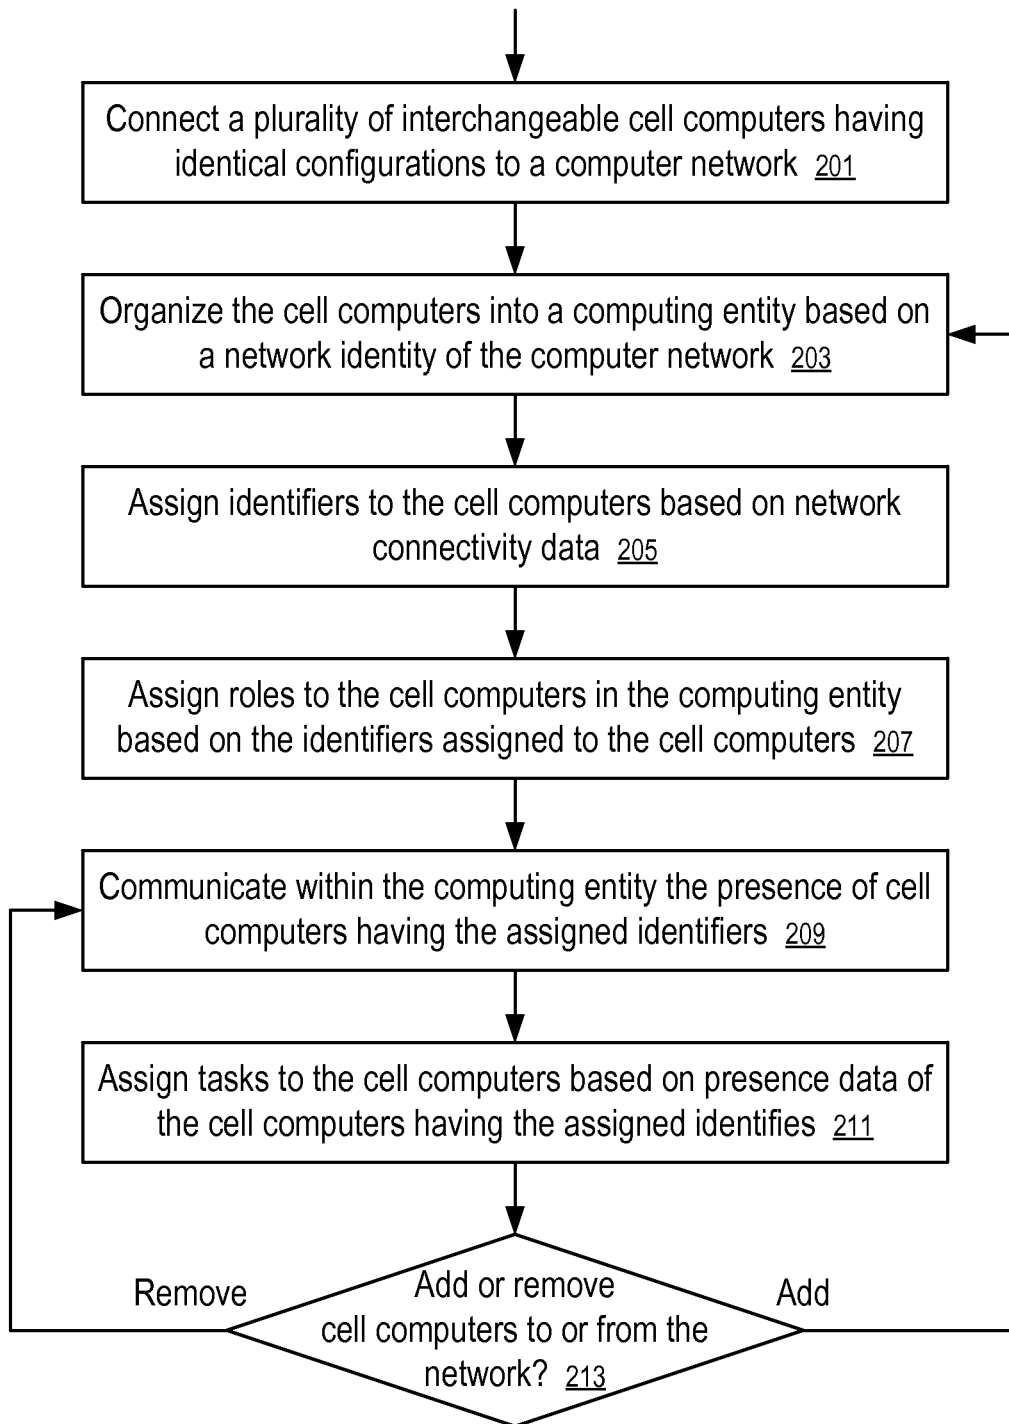 Connect a plurality of interchangeable cell computers having
identical configurations to a computer network 201
Organize the cell computers into a computing entity based on
a network identity of the computer network 203
Assign identifiers to the cell computers based on network
connectivity data 205
Assign roles to the cell computers in the computing entity
based on the identifiers assigned to the cell computers 207
Communicate within the computing entity the presence of cell
computers having the assigned identifiers 209
Assign tasks to the cell computers based on presence data of
the cell computers having the assigned identifies 211
Remove
Add or remove
cell computers to or from the
network? 213
Add